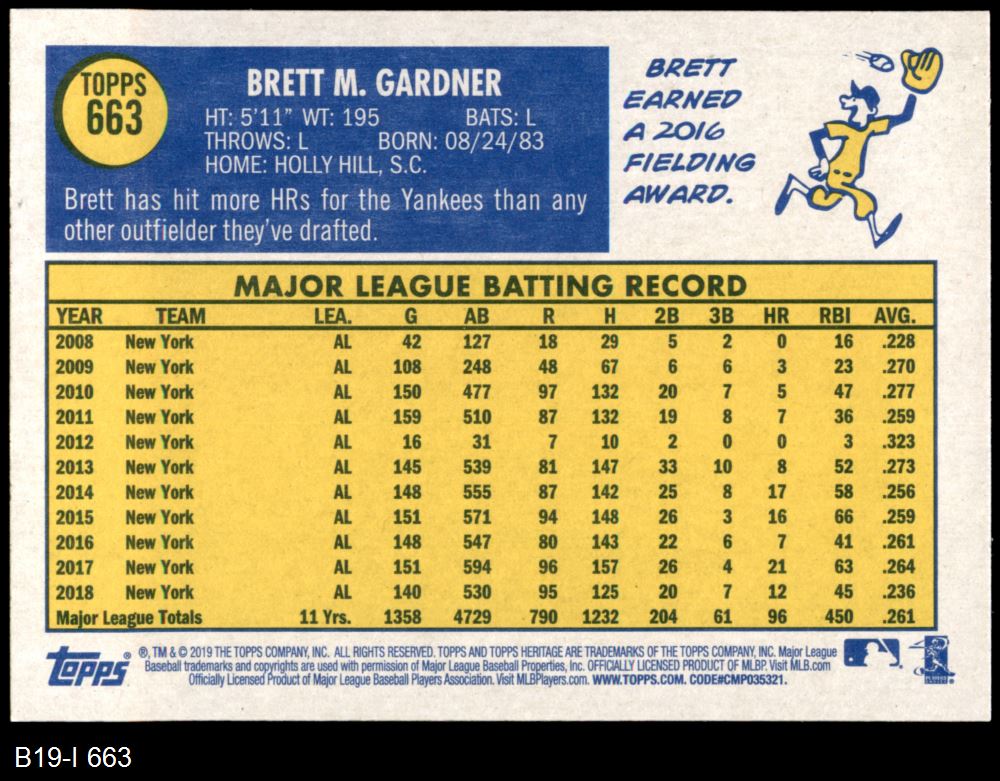 TOPPS
663
BRETT M. GARDNER
HT: 5'11" WT: 195 BATS: L
THROWS: L BORN: 08/24/83
HOME: HOLLY HILL, S.C.
Brett has hit more HRs for the Yankees than any
other outfielder they've drafted.
BRETT
EARNED
A 2016
FIELDING
AWARD.
MAJOR LEAGUE BATTING RECORD
YEAR TEAM LEA. G AB R H 2B 3B HR RBI AVG.
2008 New York AL 42 127 18 29 5 2 0 16 .228
2009 New York AL 108 248 48 67 6 6 3 23 .270
2010 New York AL 150 477 97 132 20 7 5 47 .277
2011 New York AL 159 510 87 132 19 8 7 36 .259
2012 New York AL 16 31 7 10 2 0 0 3 .323
2013 New York AL 145 539 81 147 33 10 8 52 .273
2014 New York AL 148 555 87 142 25 8 17 58 .256
2015 New York AL 151 571 94 148 26 3 16 66 .259
2016 New York AL 148 547 80 143 22 6 7 41 .261
2017 New York AL 151 594 96 157 26 4 21 63 .264
2018 New York AL 140 530 95 125 20 7 12 45 .236
Major League Totals 11 Yrs. 1358 4729 790 1232 204 61 96 450 .261
Topps®
®, TM & © 2019 THE TOPPS COMPANY, INC. ALL RIGHTS RESERVED. TOPPS AND TOPPS HERITAGE ARE TRADEMARKS OF THE TOPPS COMPANY, INC. Major League
Baseball trademarks and copyrights are used with permission of Major League Baseball Properties, Inc. OFFICIALLY LICENSED PRODUCT OF MLBP. Visit MLB.com
Officially Licensed Product of Major League Baseball Players Association. Visit MLBPlayers.com. WWW.TOPPS.COM. CODE#CMP035321.
B19-I 663